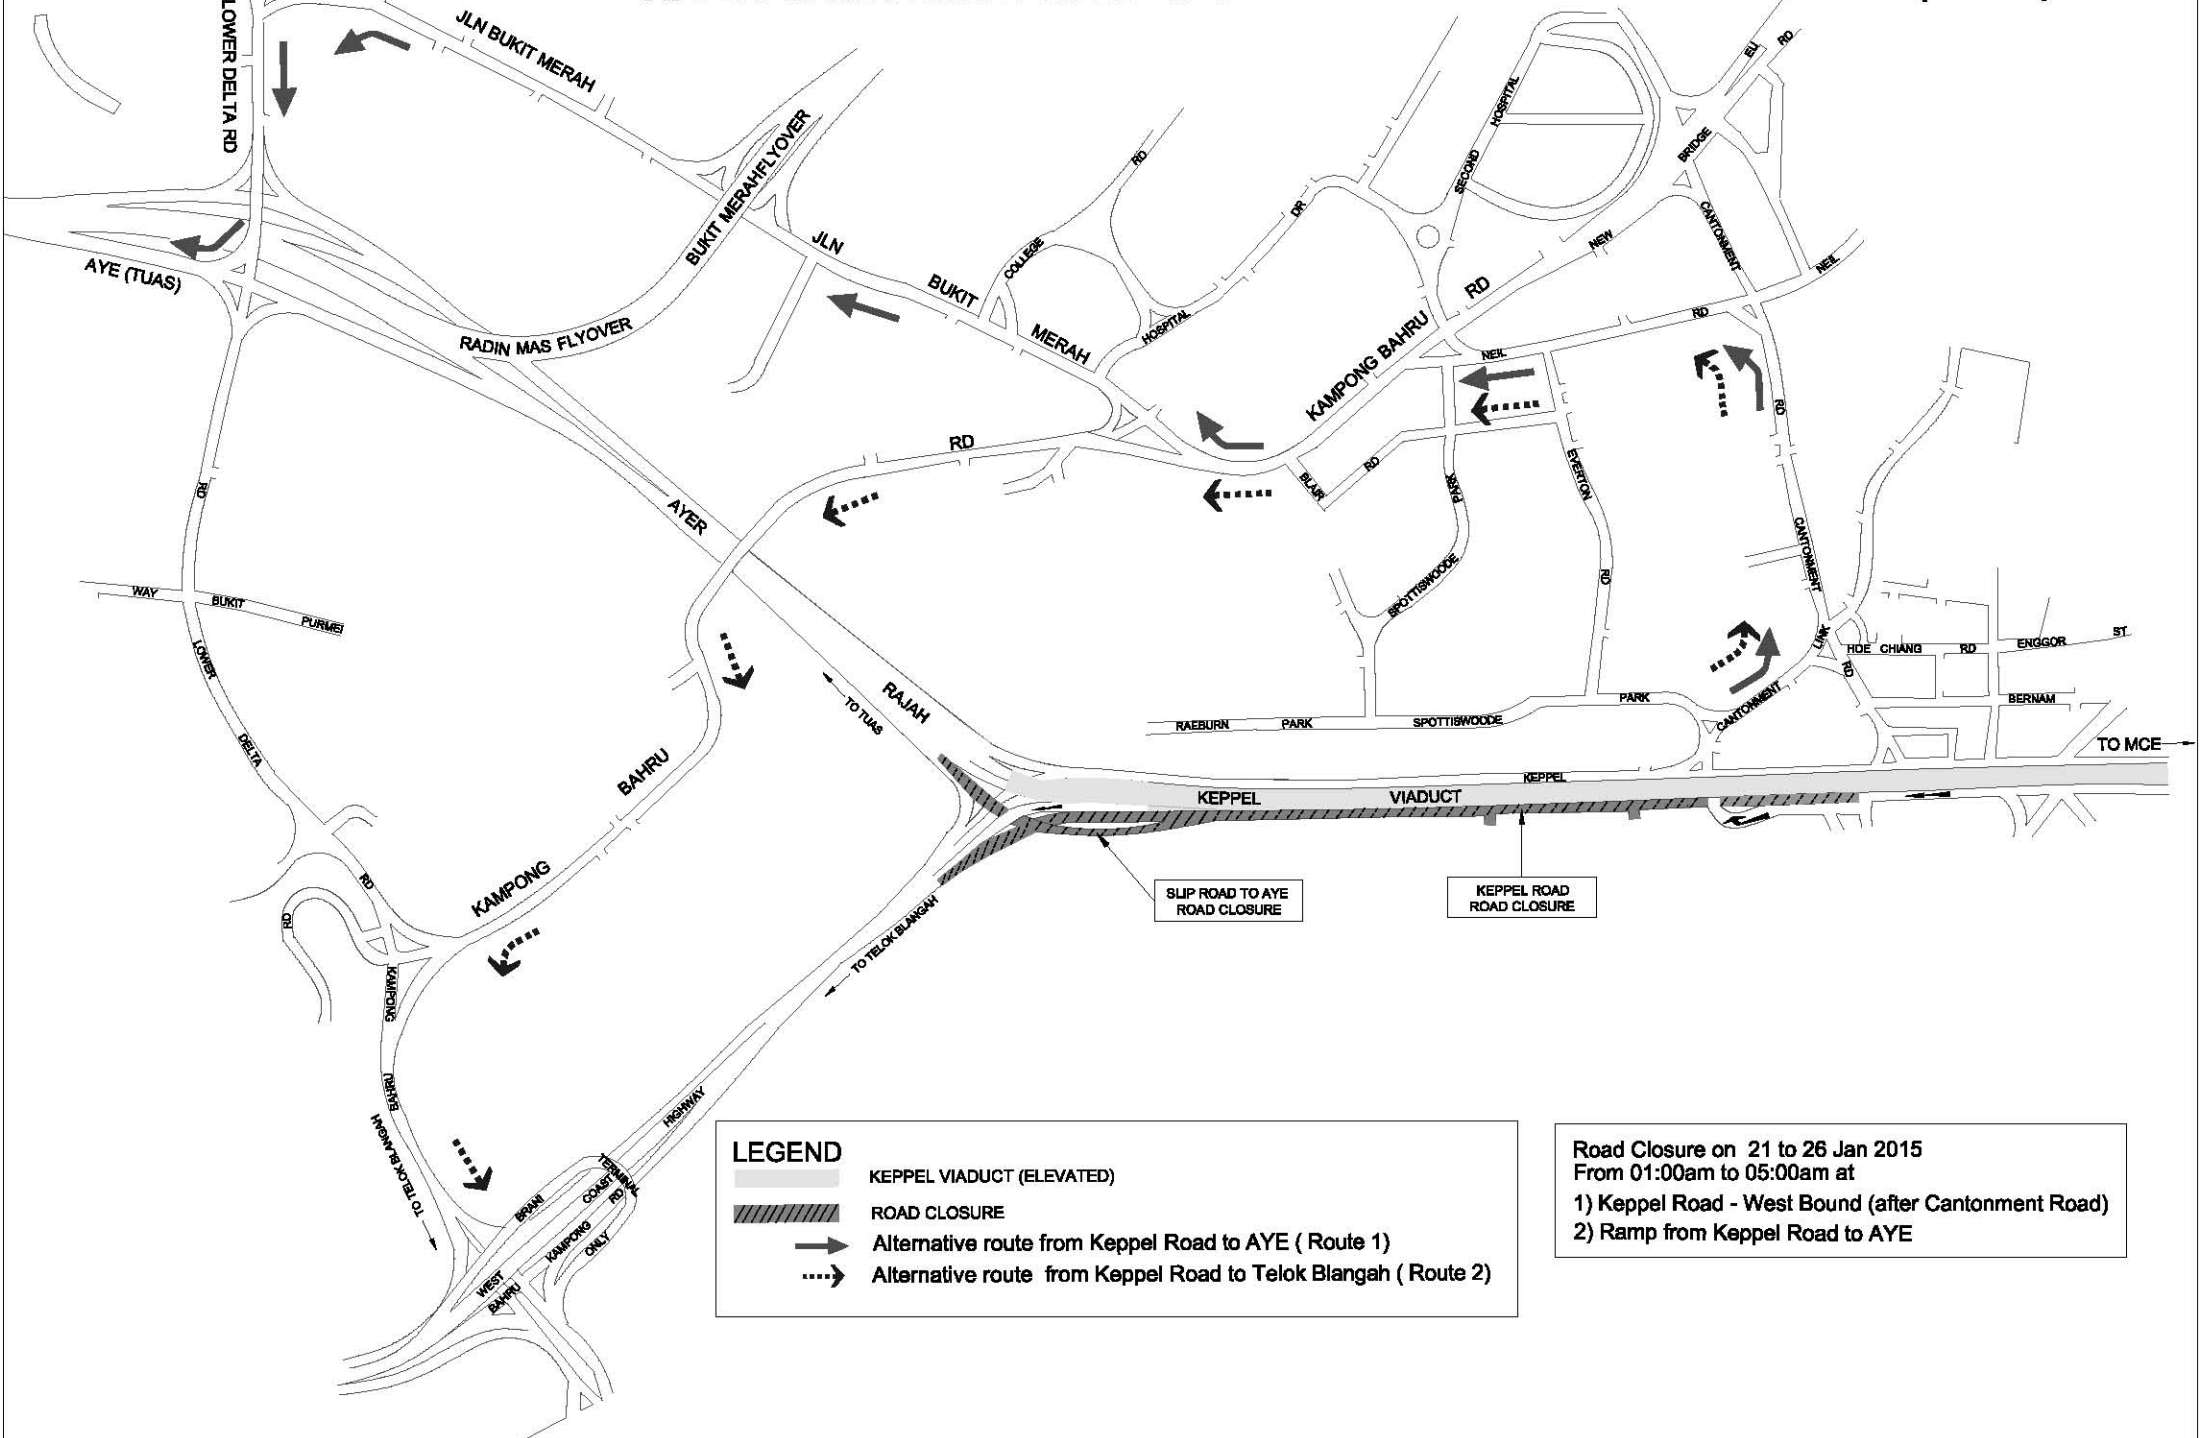 LOWER DELTA RD
JLN BUKIT MERAH
BUKIT MERAHFLYOVER
RD
HOSPITAL
SECOND
EU
RD
BRIDGE
CANTONMENT
NEIL
DR
NEW
AYE (TUAS)
JLN
BUKIT
MERAH
COLLEGE
HOSPITAL
RADIN MAS FLYOVER
KAMPONG BAHRU
RD
NEIL
RD
RD
RD
BLAIR
RD
PARK
EVERTON
RD
SPOTTISWOODE
CANTONMENT
RD
AYER
WAY
BUKIT
PURMEI
LOWER
DELTA
RD
LINK
HOE CHIANG
RD
ENGGOR
ST
RD
BERNAM
RAJAH
TO TUAS
RAEBURN
PARK
SPOTTISWOODE
PARK
CANTONMENT
TO MCE
KEPPEL
KEPPEL
VIADUCT
BAHRU
KAMPONG
RD
RD
SLIP ROAD TO AYE
ROAD CLOSURE
KEPPEL ROAD
ROAD CLOSURE
TO TELOK BLANGAH
KAMPONG
BAHRU
TO TELOK BLANGAH
HIGHWAY
TERMINAL
COAST
RD
BRANI
KAMPONG
ONLY
WEST
BAHRU
LEGEND
KEPPEL VIADUCT (ELEVATED)
ROAD CLOSURE
Alternative route from Keppel Road to AYE ( Route 1)
Alternative route from Keppel Road to Telok Blangah ( Route 2)
Road Closure on 21 to 26 Jan 2015
From 01:00am to 05:00am at
1) Keppel Road - West Bound (after Cantonment Road)
2) Ramp from Keppel Road to AYE